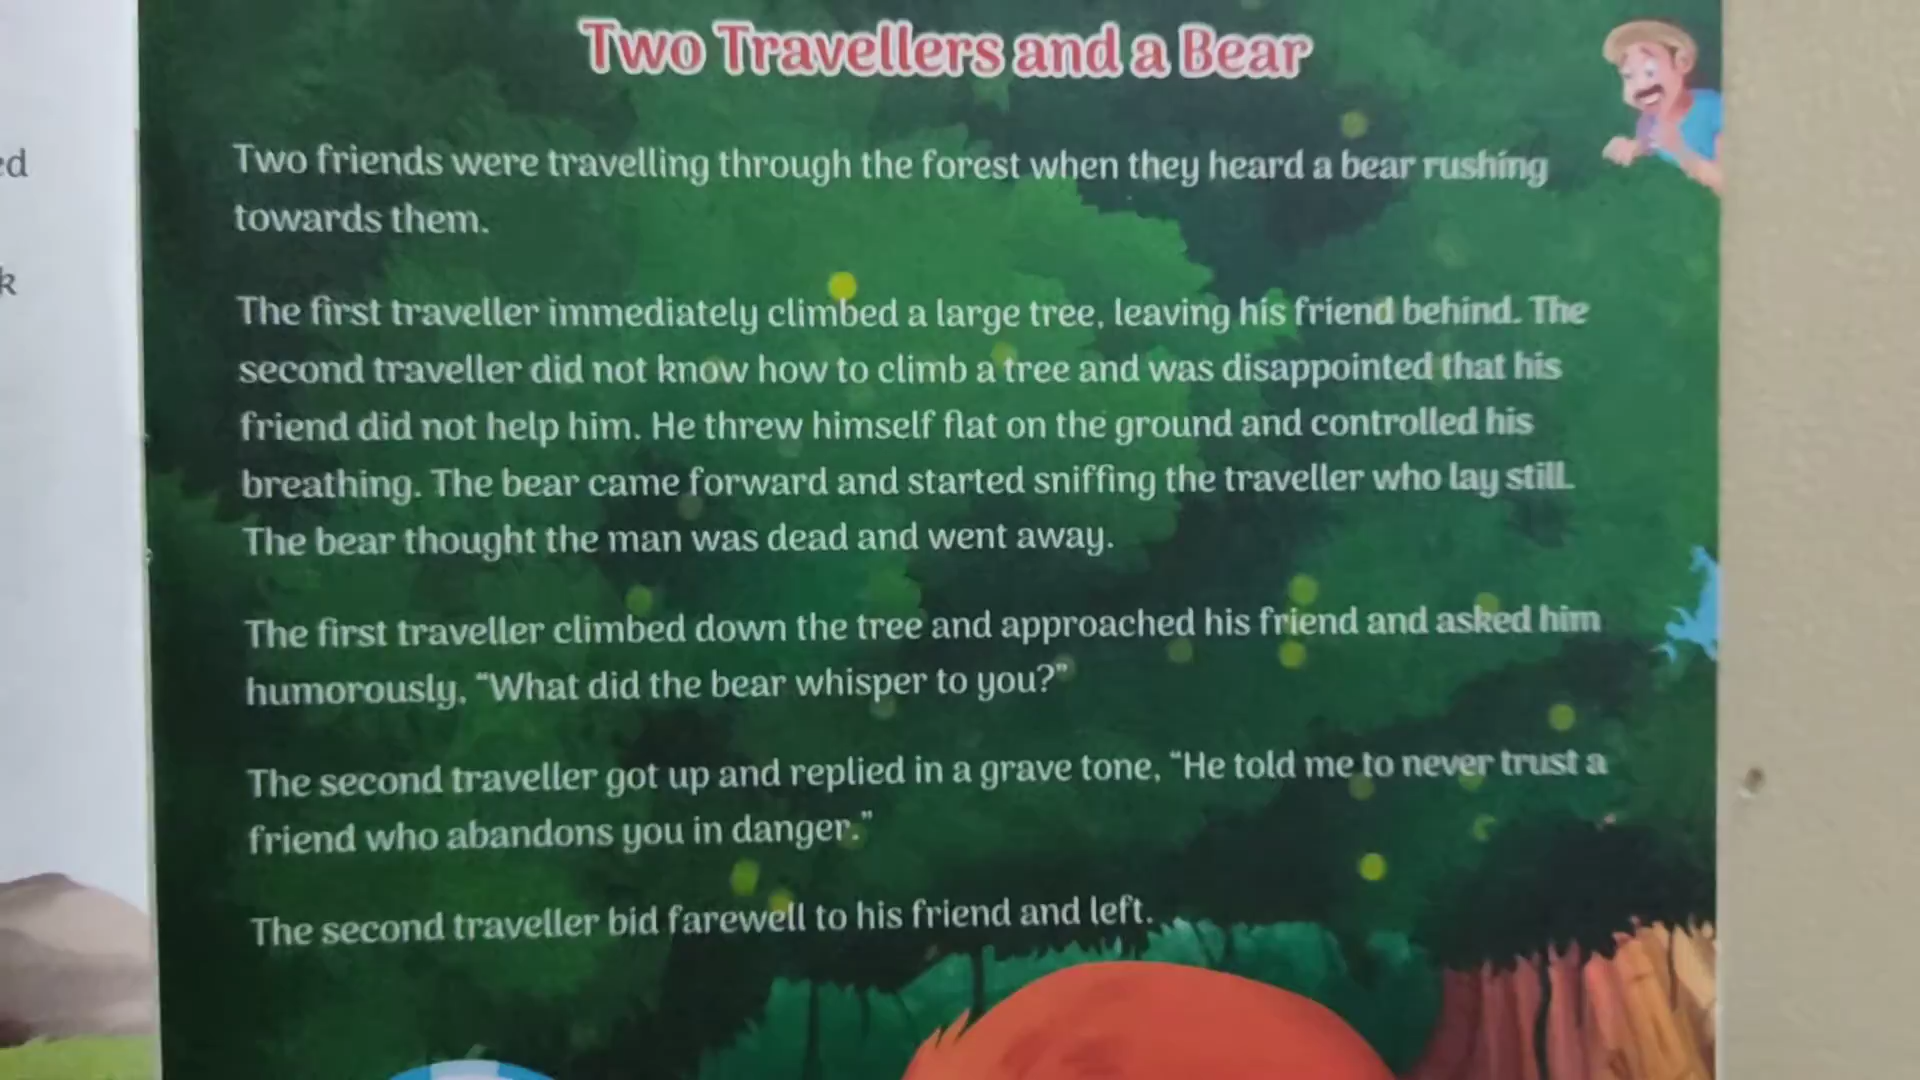 Two Travellers and a Bear
Two friends were travelling through the forest when they heard a bear rushing
towards them.
The first traveller immediately climbed a large tree, leaving his friend behind. The
second traveller did not know how to climb a tree and was disappointed that his
friend did not help him. He threw himself flat on the ground and controlled his
breathing. The bear came forward and started sniffing the traveller who lay still.
The bear thought the man was dead and went away.
The first traveller climbed down the tree and approached his friend and asked him
humorously, “What did the bear whisper to you?”
The second traveller got up and replied in a grave tone, “He told me to never trust a
friend who abandons you in danger.”
The second traveller bid farewell to his friend and left.